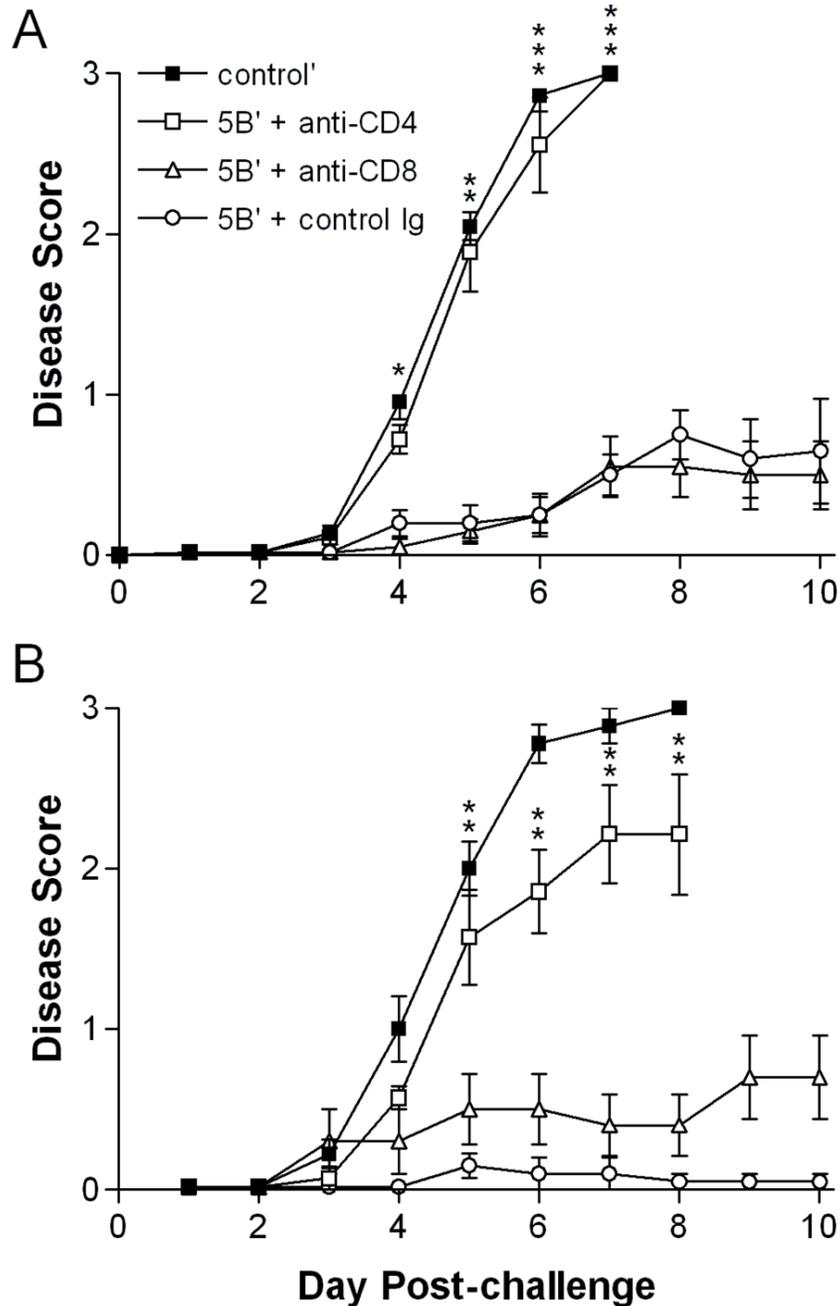 A
***
***
3
control'
5B' + anti-CD4
5B' + anti-CD8
**
5B' + control Ig
2
Disease Score
*
1
0
0 2 4 6 8 10
B
3
**
**
**
**
2
Disease Score
1
0
0 2 4 6 8 10
Day Post-challenge